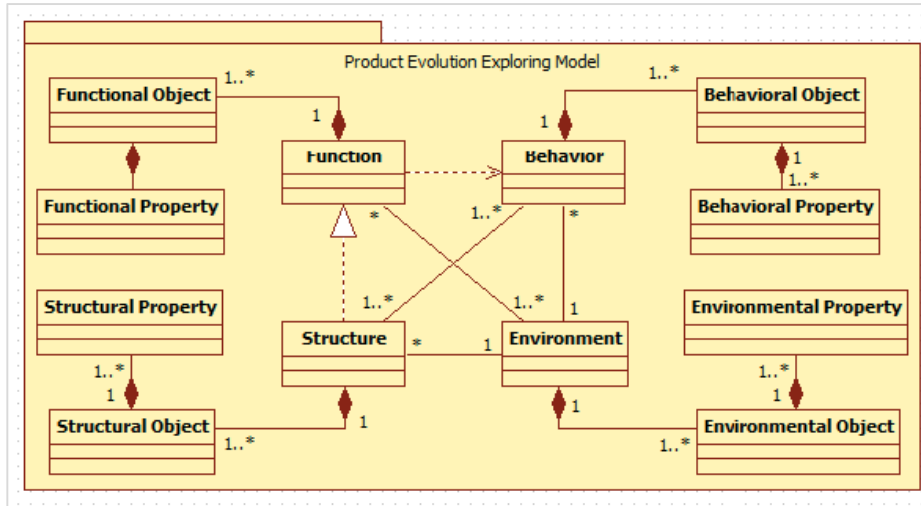 Product Evolution Exploring Model
1..*
1..*
Functional Object
Behavioral Object
1
1
Function
Behavior
1
1..*
Functional Property
*
1..*
*
Behavioral Property
Structural Property
1..*
1..*
1
Environmental Property
Structure
*
1
Environment
1..*
1..*
1
1
1
1
Structural Object
Environmental Object
1..*
1..*